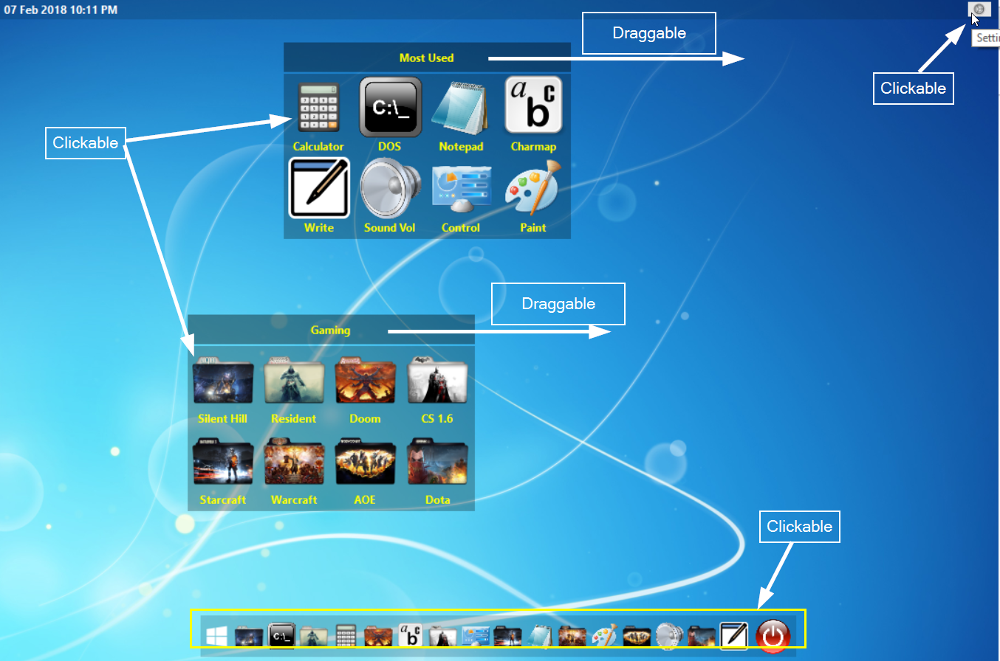 07 Feb 2018 10:11 PM
Draggable
Most Used
Clickable
Clickable
C:\_
a b c
Calculator DOS Notepad Charmap
Write Sound Vol Control Paint
Draggable
Gaming
Silent Hill Resident Doom CS 1.6
Starcraft Warcraft AOE Dota
Clickable
C:\_
a b c